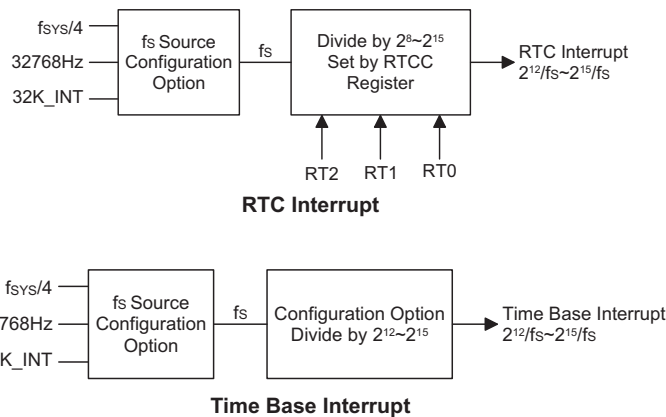 fSYS/4
32768Hz
32K_INT
fS Source
Configuration
Option
fS
Divide by 2⁸~2¹⁵
Set by RTCC
Register
RTC Interrupt
2¹²/fS~2¹⁵/fS
RT2 RT1 RT0
RTC Interrupt
fSYS/4
768Hz
K_INT
fS Source
Configuration
Option
fS
Configuration Option
Divide by 2¹²~2¹⁵
Time Base Interrupt
2¹²/fS~2¹⁵/fS
Time Base Interrupt